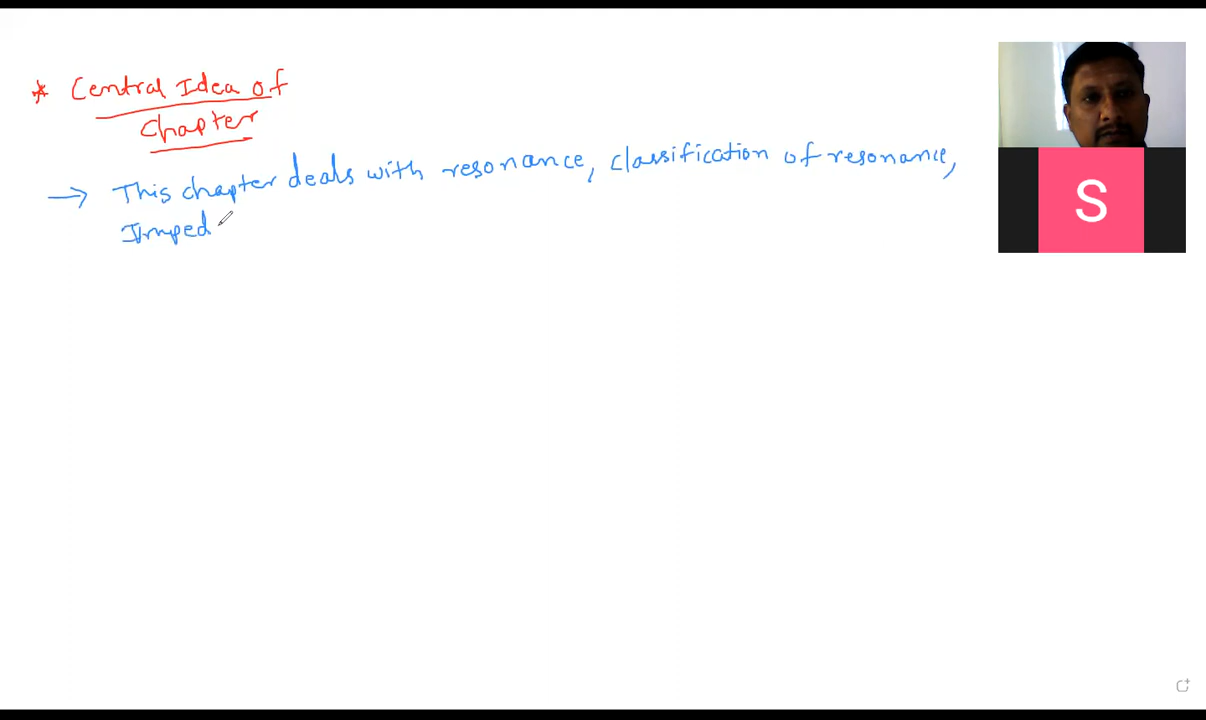 * Central Idea of
Chapter
→ This chapter deals with resonance, classification of resonance,
Imped
S